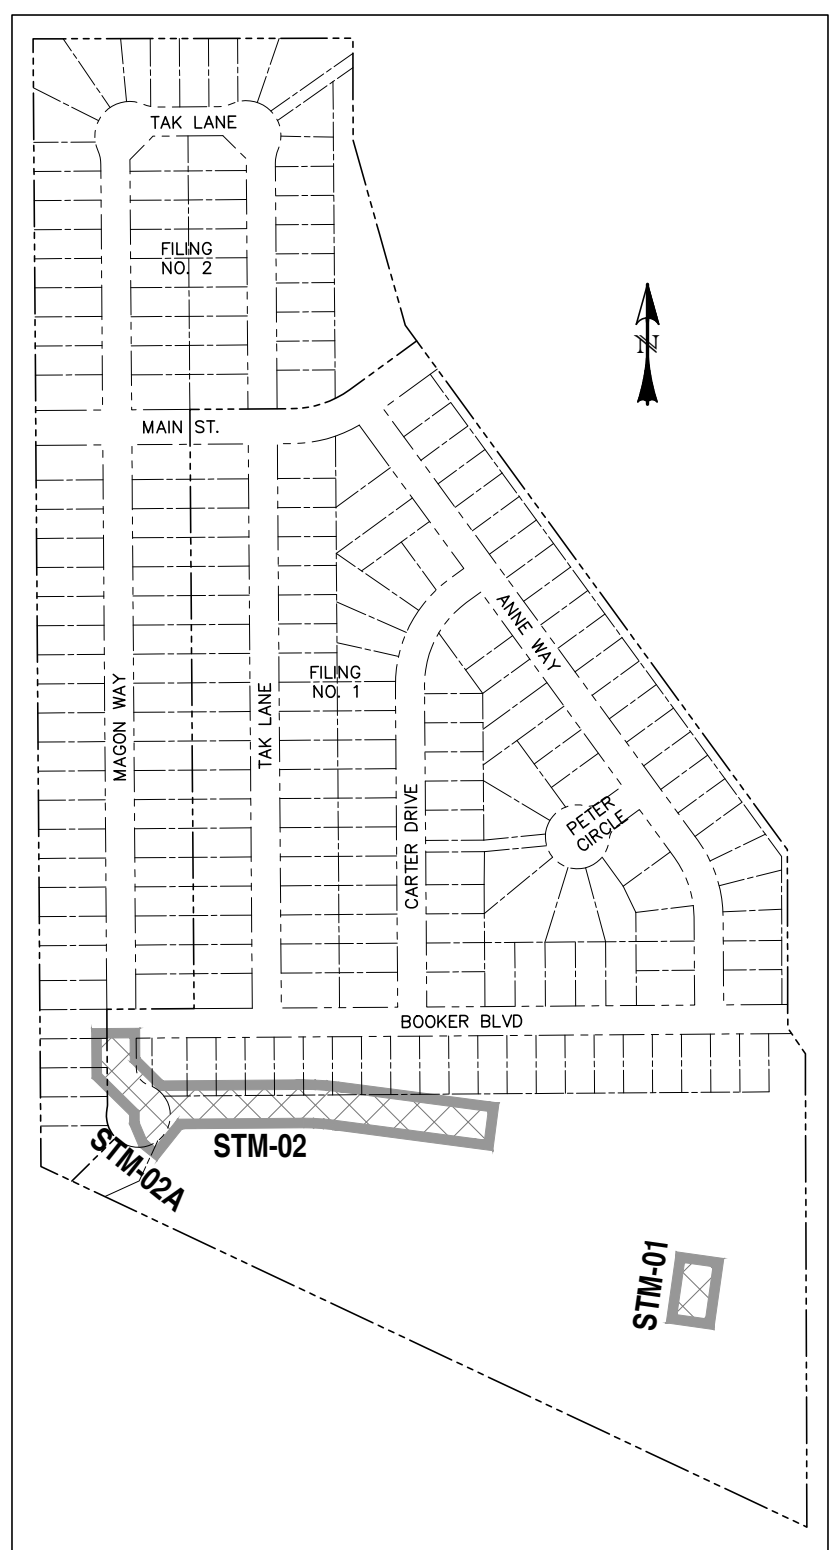 TAK LANE
FILING
NO. 2
N
MAIN ST.
ANNE WAY
FILING
NO. 1
MAGON WAY
TAK LANE
CARTER DRIVE
PETER
CIRCLE
BOOKER BLVD
STM-02
STM-02A
STM-01